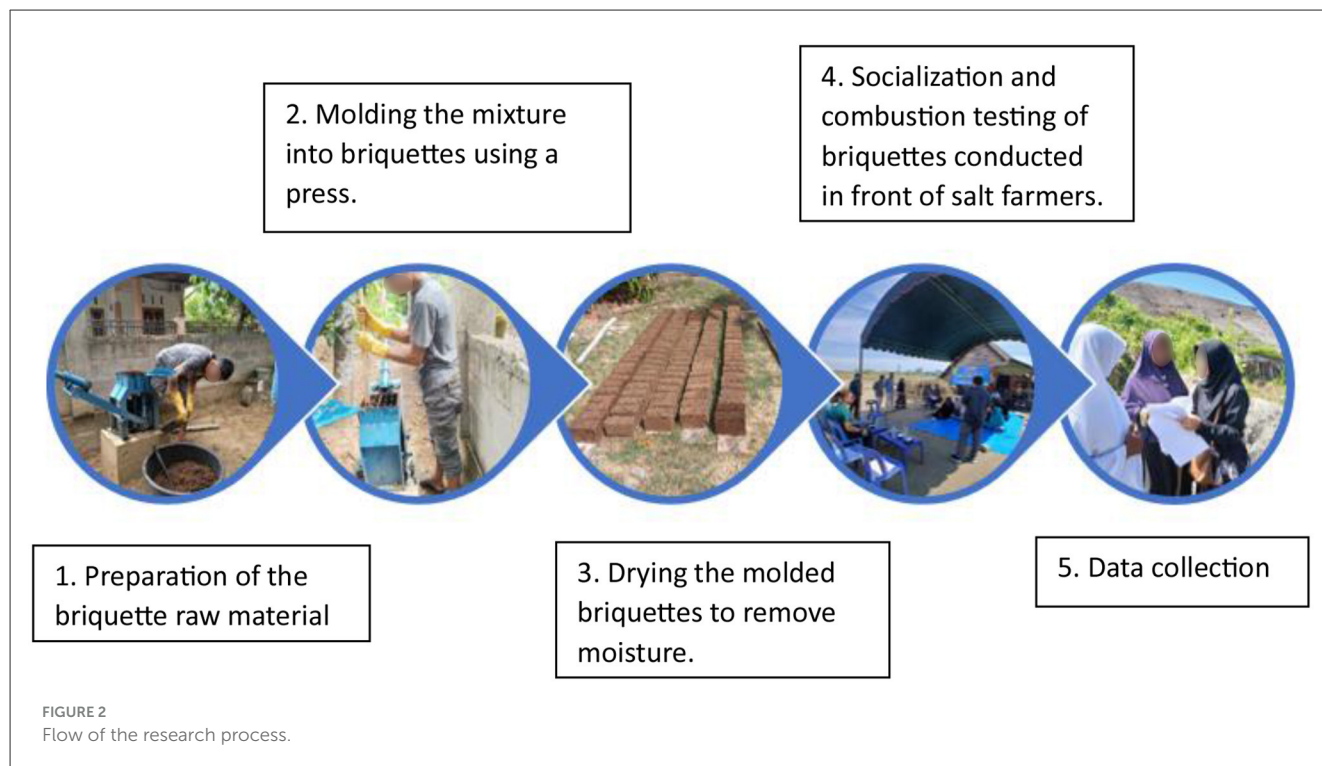 1. Preparation of the
briquette raw material
2. Molding the mixture
into briquettes using a
press.
3. Drying the molded
briquettes to remove
moisture.
4. Socialization and
combustion testing of
briquettes conducted
in front of salt farmers.
5. Data collection
FIGURE 2
Flow of the research process.